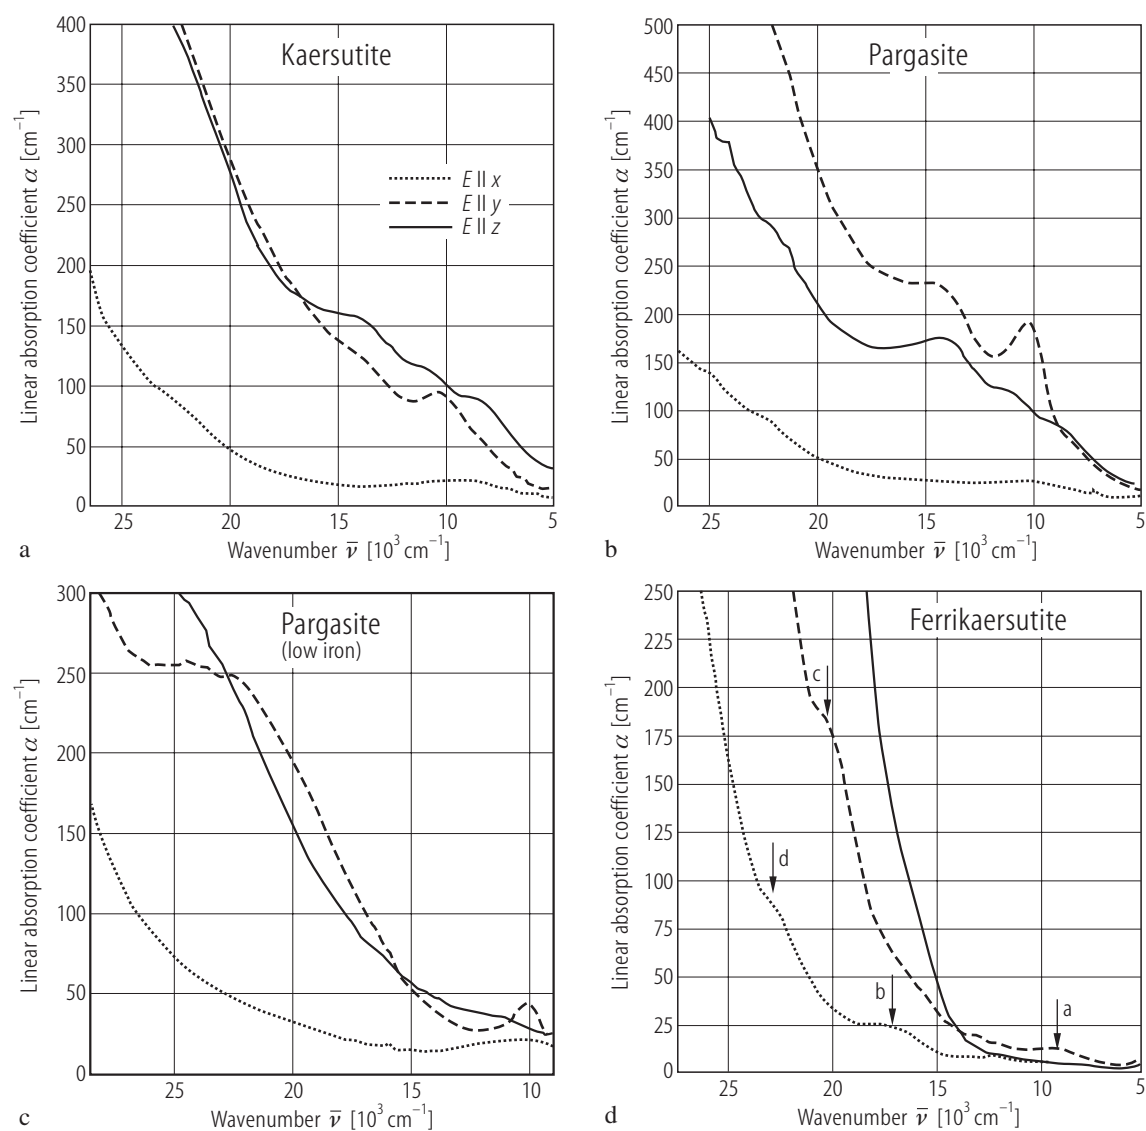 Kaersutite
Linear absorption coefficient α [cm⁻¹]
400
350
300
250
200
150
100
50
0
E ॥ x
E ॥ y
E ॥ z
25 20 15 10 5
Wavenumber ν̅ [10³ cm⁻¹]
a
Pargasite
Linear absorption coefficient α [cm⁻¹]
500
450
400
350
300
250
200
150
100
50
0
25 20 15 10 5
Wavenumber ν̅ [10³ cm⁻¹]
b
Pargasite
(low iron)
Linear absorption coefficient α [cm⁻¹]
300
250
200
150
100
50
0
25 20 15 10
Wavenumber ν̅ [10³ cm⁻¹]
c
Ferrikaersutite
Linear absorption coefficient α [cm⁻¹]
250
225
200
175
150
125
100
75
50
25
0
c
d
b
a
25 20 15 10 5
Wavenumber ν̅ [10³ cm⁻¹]
d